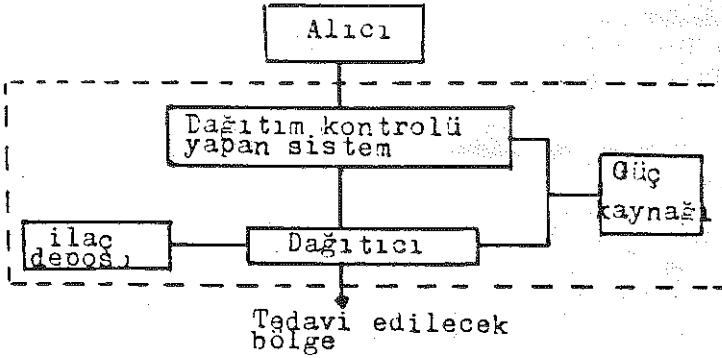 Alıcı
Dağıtım kontrolü
yapan sistem
Güç
kaynağı
ilaç
deposu
Dağıtıcı
Tedavi edilecek
bölge